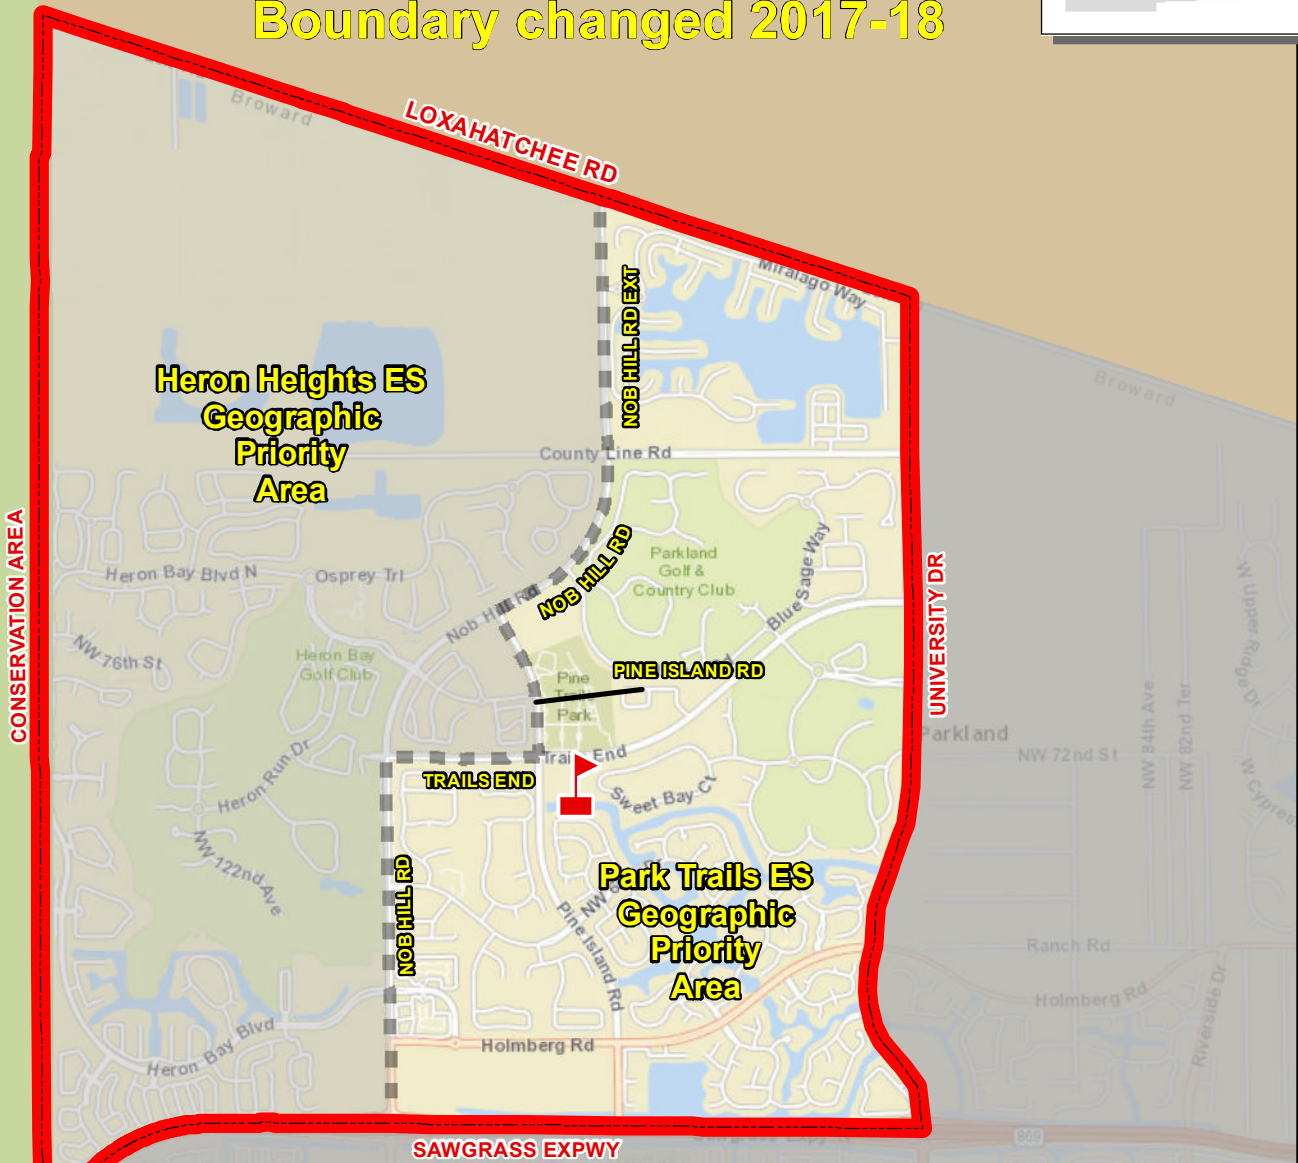 Boundary changed 2017-18
Broward
LOXAHATCHEE RD
Miralago Way
NOB HILL RD EXT
Broward
Heron Heights ES
Geographic
Priority
Area
County Line Rd
CONSERVATION AREA
Heron Bay Blvd N
Osprey Trl
NOB HILL RD
Nob Hill Rd
Parkland
Golf &
Country Club
Blue Sage Way
UNIVERSITY DR
W Upper Ridge Dr
NW 76th St
Heron Bay
Golf Club
PINE ISLAND RD
Pine
Trails
Park
Parkland
NW 72nd St
NW 84th Ave
NW 82nd Ter
W Cypress
Trails End
TRAILS END
Heron Run Dr
Sweet Bay Ct
NW 122nd Ave
NOB HILL RD
Park Trails ES
Geographic
Priority
Area
NW
Pine Island Rd
Ranch Rd
Holmberg Rd
Riverside Dr
Heron Bay Blvd
Holmberg Rd
SAWGRASS EXPWY
Sawgrass Expy N
869